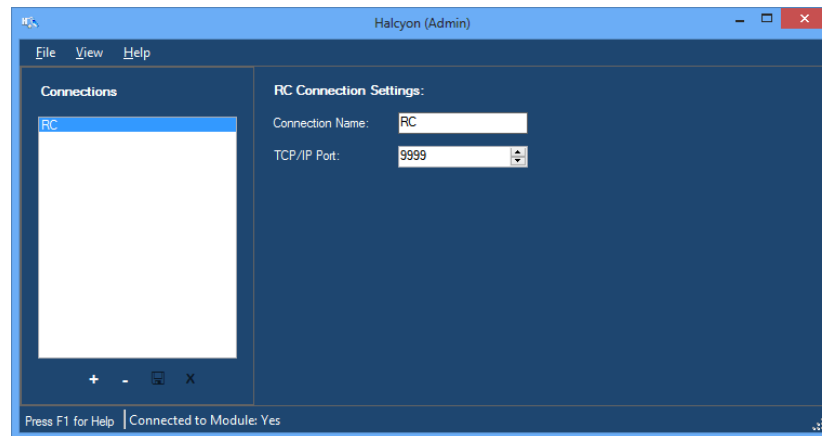 Halcyon (Admin)
File View Help
Connections
RC
RC Connection Settings:
Connection Name: RC
TCP/IP Port: 9999
+ - X
Press F1 for Help Connected to Module: Yes